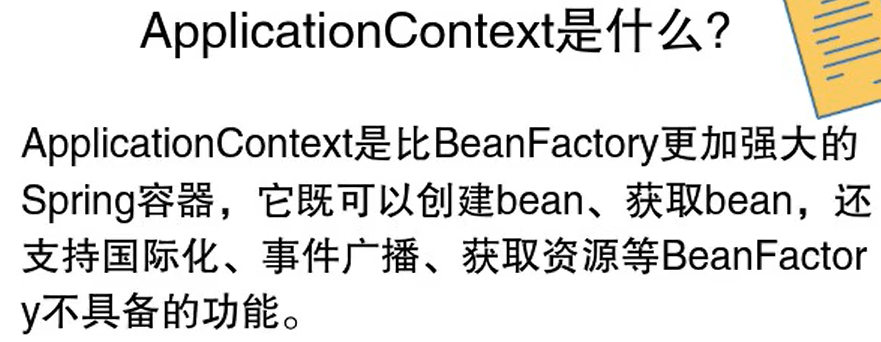 ApplicationContext是什么?
ApplicationContext是比BeanFactory更加强大的
Spring容器，它既可以创建bean、获取bean，还
支持国际化、事件广播、获取资源等BeanFactor
y不具备的功能。